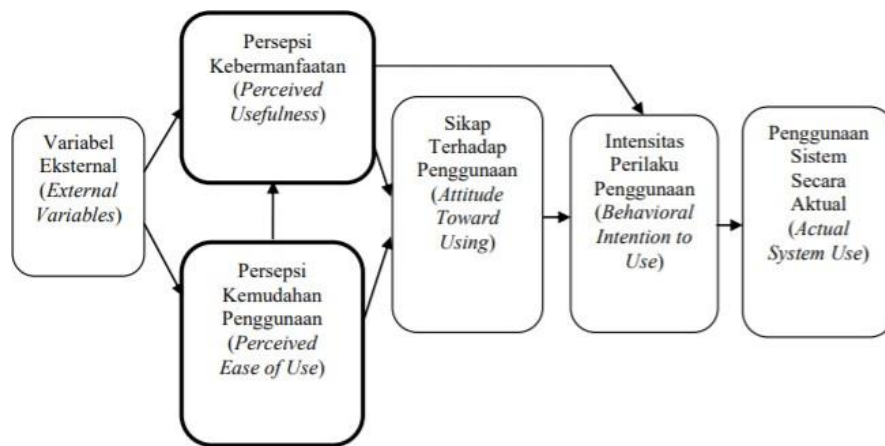 Variabel
Eksternal
(External
Variables)
Persepsi
Kebermanfaatan
(Perceived
Usefulness)
Persepsi
Kemudahan
Penggunaan
(Perceived
Ease of Use)
Sikap
Terhadap
Penggunaan
(Attitude
Toward
Using)
Intensitas
Perilaku
Penggunaan
(Behavioral
Intention to
Use)
Penggunaan
Sistem
Secara
Aktual
(Actual
System Use)